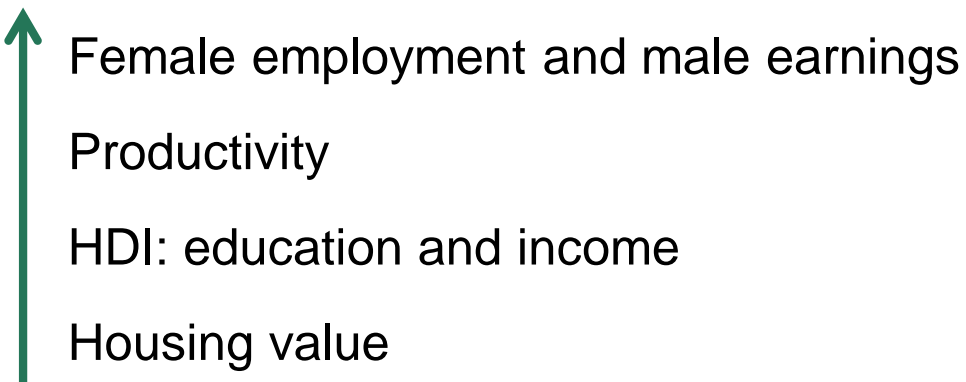 Female employment and male earnings
Productivity
HDI: education and income
Housing value